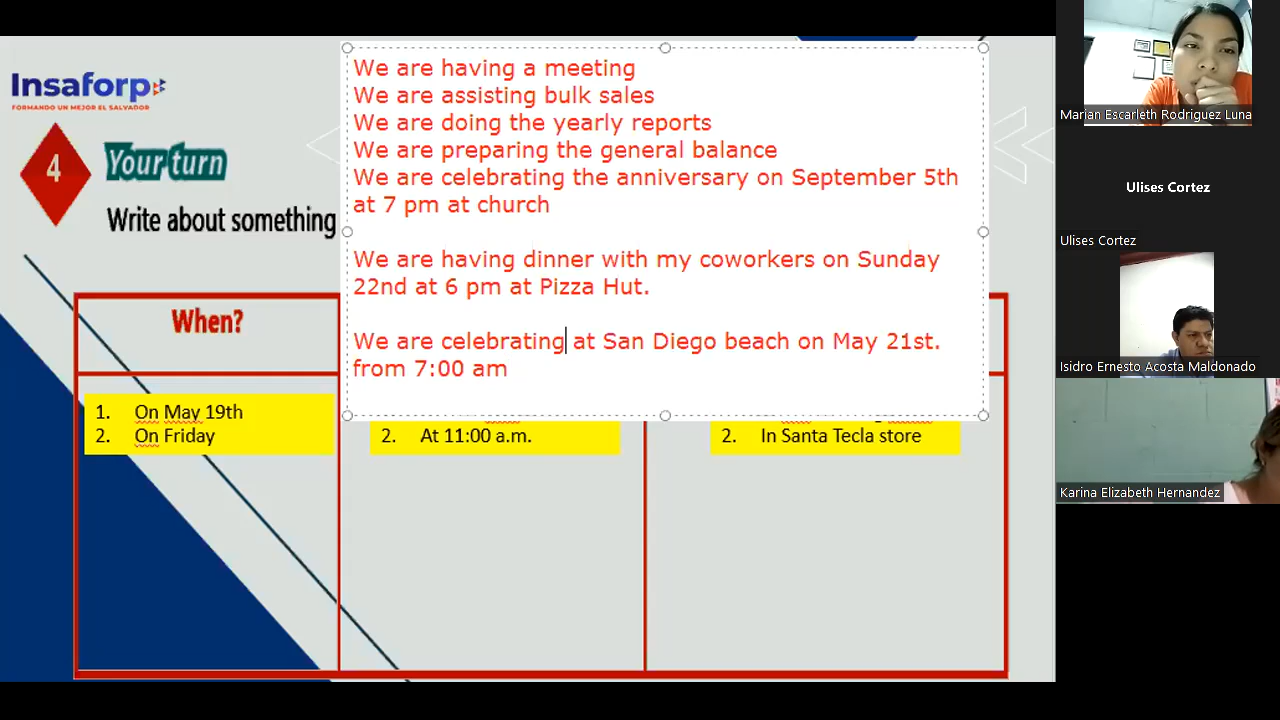 Insaforp
FORMANDO UN MEJOR EL SALVADOR
4
Your turn
Write about something
We are having a meeting
We are assisting bulk sales
We are doing the yearly reports
We are preparing the general balance
We are celebrating the anniversary on September 5th
at 7 pm at church
We are having dinner with my coworkers on Sunday
22nd at 6 pm at Pizza Hut.
We are celebrating at San Diego beach on May 21st.
from 7:00 am
When?
1. On May 19th
2. On Friday
2. At 11:00 a.m.
2. In Santa Tecla store
Marian Escarleth Rodriguez Luna
Ulises Cortez
Ulises Cortez
Isidro Ernesto Acosta Maldonado
Karina Elizabeth Hernandez